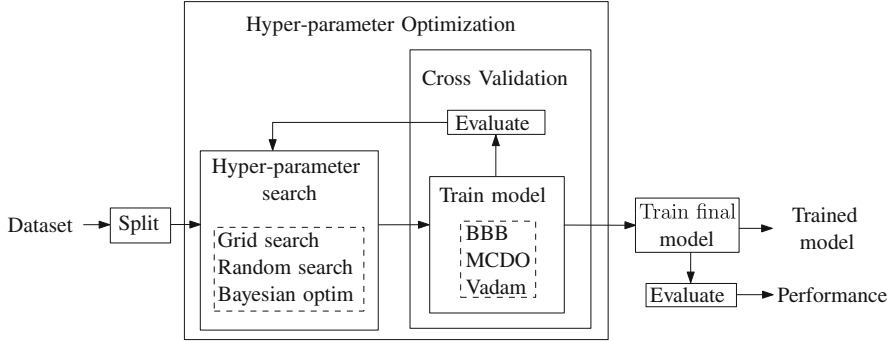 Hyper-parameter Optimization
Cross Validation
Evaluate
Hyper-parameter
search
Train model
Dataset
Split
Grid search
Random search
Bayesian optim
BBB
MCDO
Vadam
Train final
model
Trained
model
Evaluate
Performance